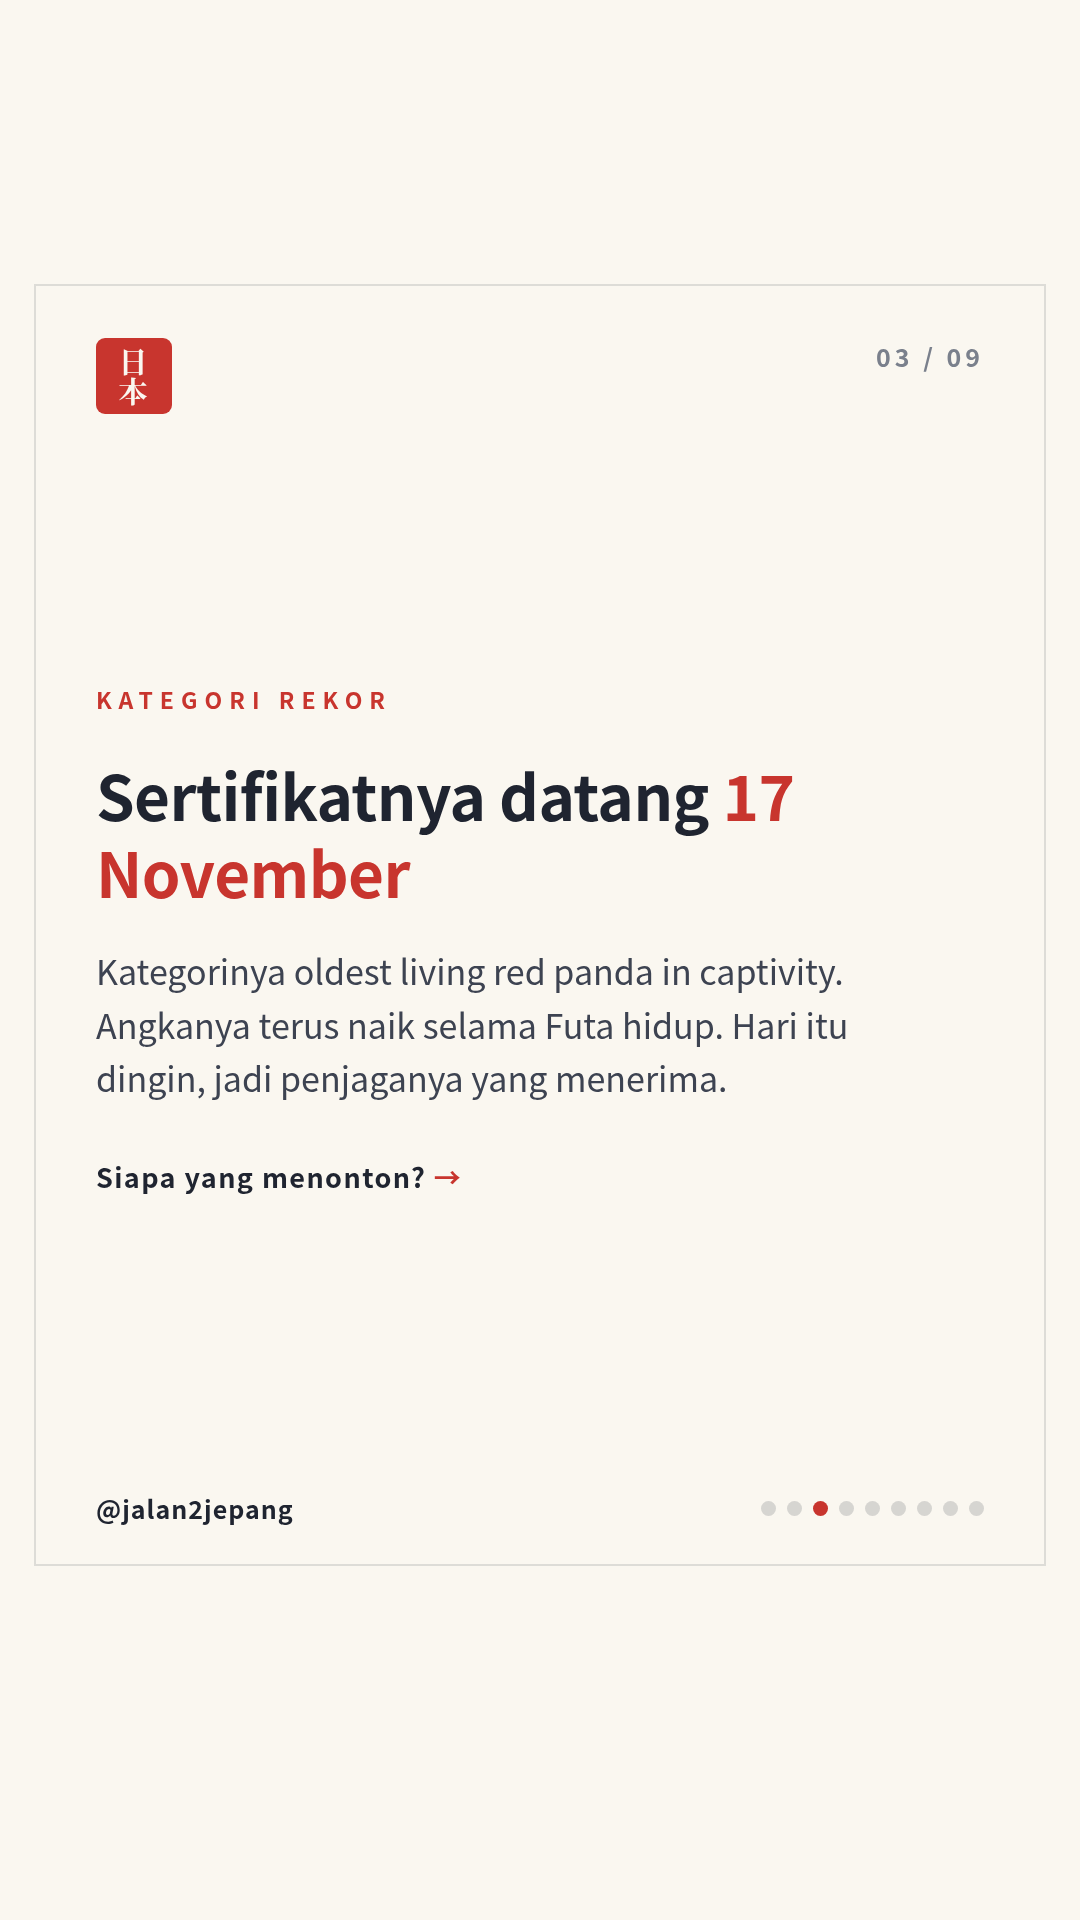 日本
03 / 09
KATEGORI REKOR
Sertifikatnya datang 17
November
Kategorinya oldest living red panda in captivity.
Angkanya terus naik selama Futa hidup. Hari itu
dingin, jadi penjaganya yang menerima.
Siapa yang menonton? →
@jalan2jepang